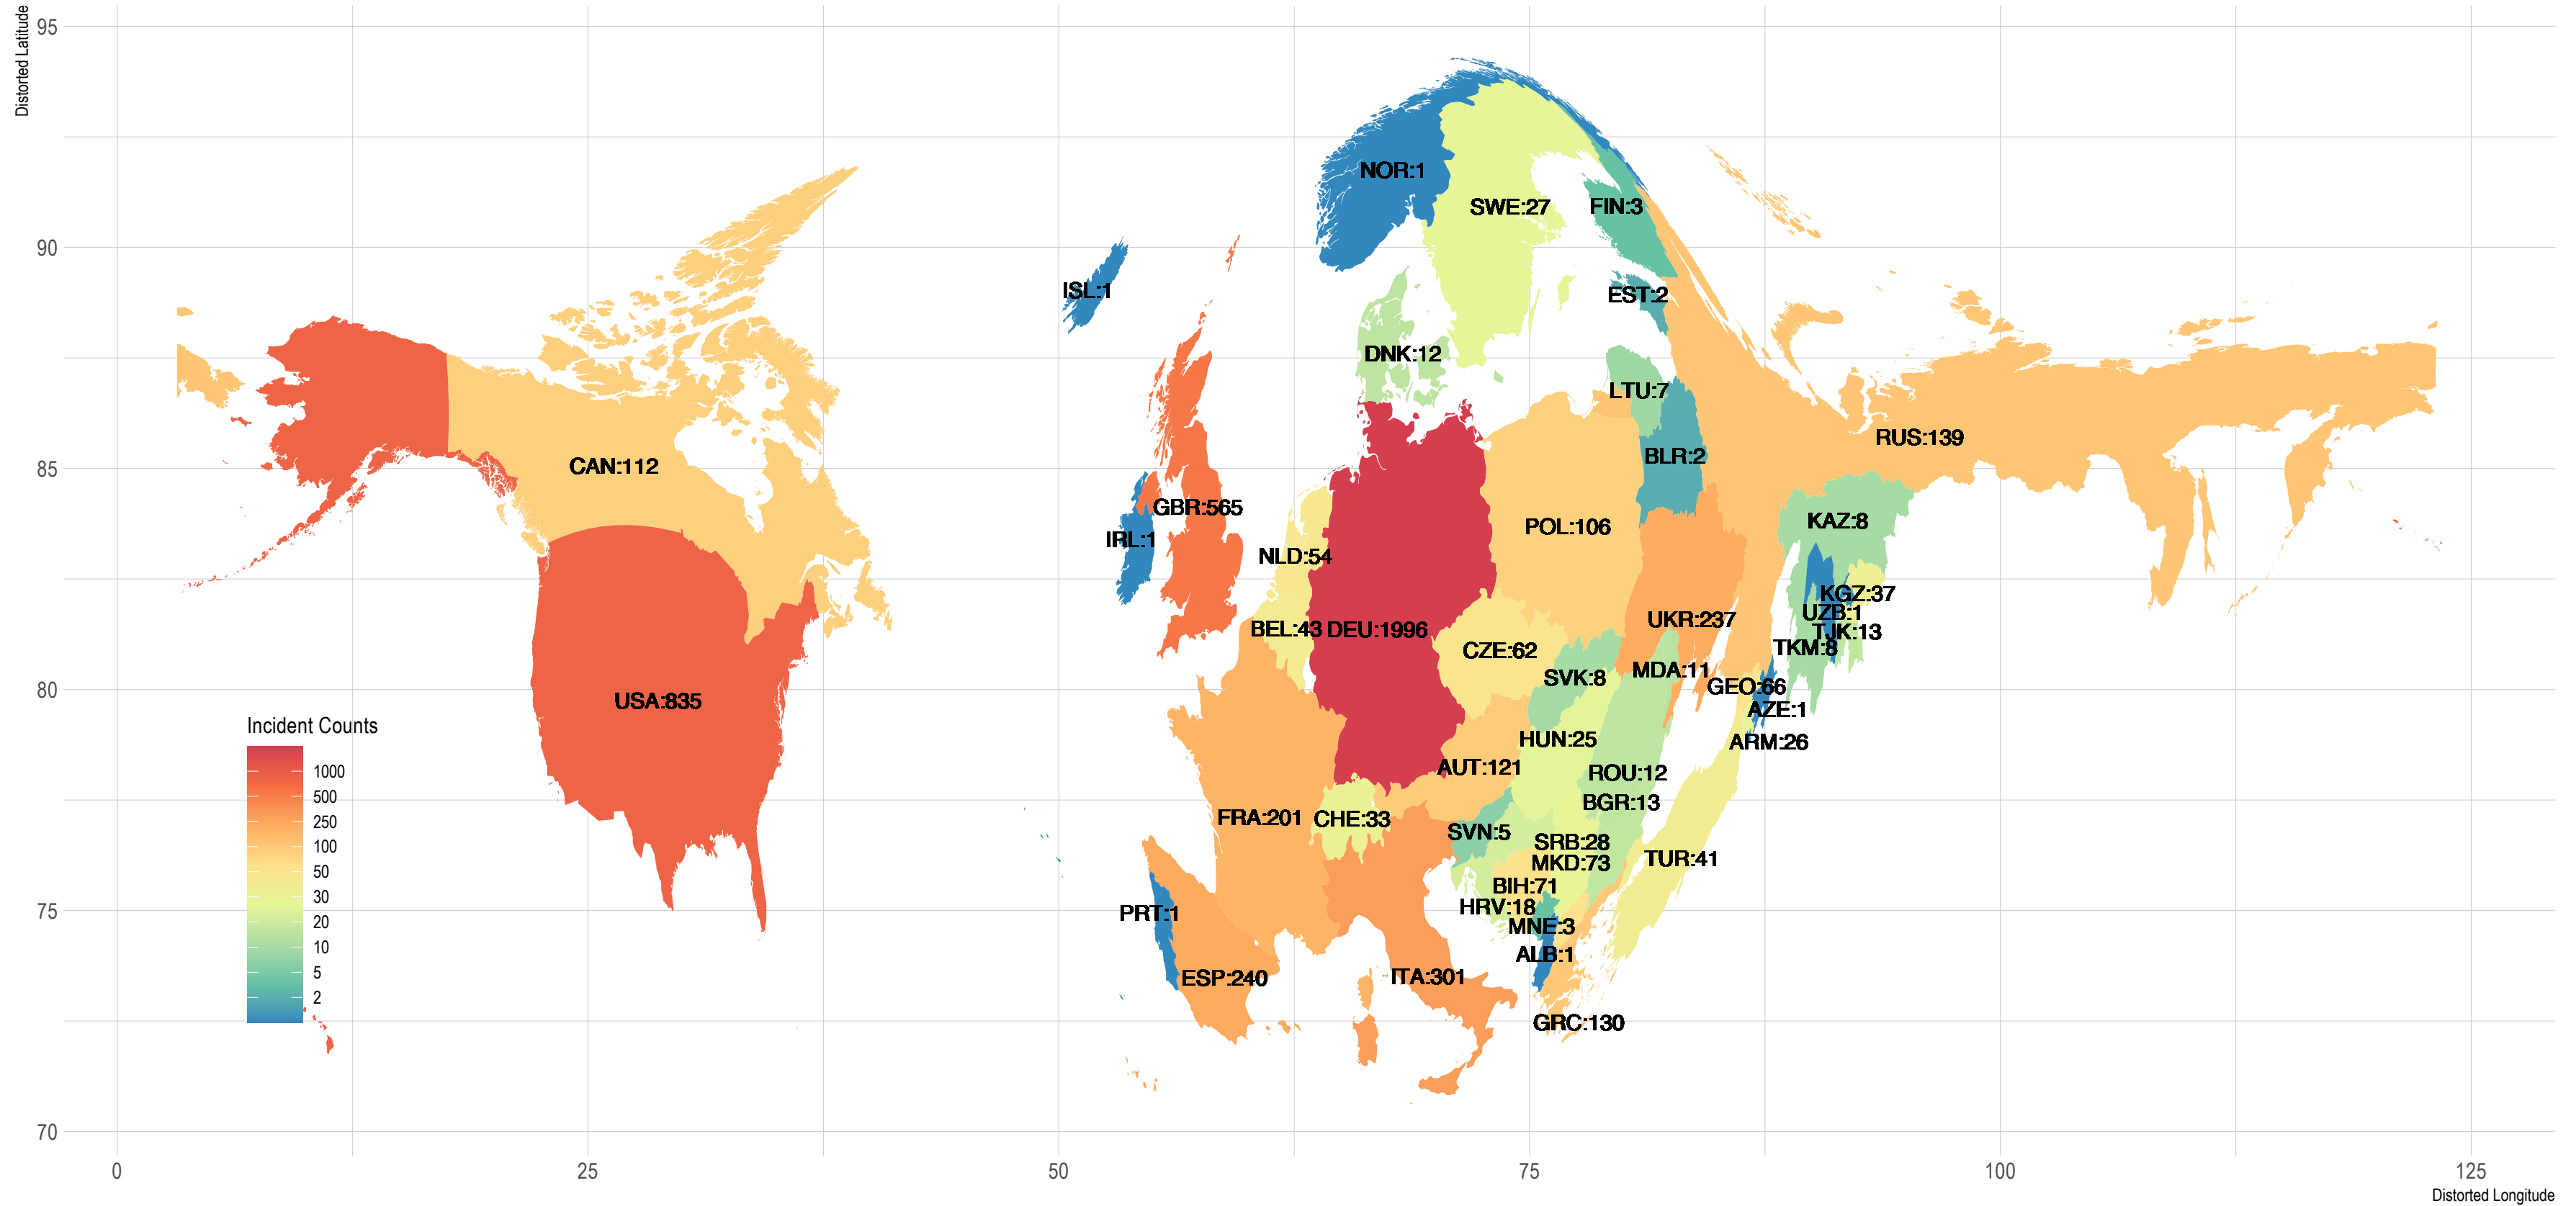 Distorted Latitude
95
90
85
80
75
70
NOR:1
SWE:27
FIN:3
ISL:1
EST:2
DNK:12
LTU:7
RUS:139
BLR:2
CAN:112
GBR:565
KAZ:8
POL:106
IRL:1
NLD:54
KGZ:37
UZB:1
UKR:237
BEL:43
DEU:1996
TJK:13
CZE:62
TKM:8
MDA:11
SVK:8
GEO:66
USA:835
AZE:1
HUN:25
ARM:26
AUT:121
ROU:12
BGR:13
FRA:201
CHE:33
SVN:5
SRB:28
MKD:73
TUR:41
BIH:71
HRV:18
PRT:1
MNE:3
ALB:1
ESP:240
ITA:301
GRC:130
Incident Counts
1000
500
250
100
50
30
20
10
5
2
0
25
50
75
100
125
Distorted Longitude